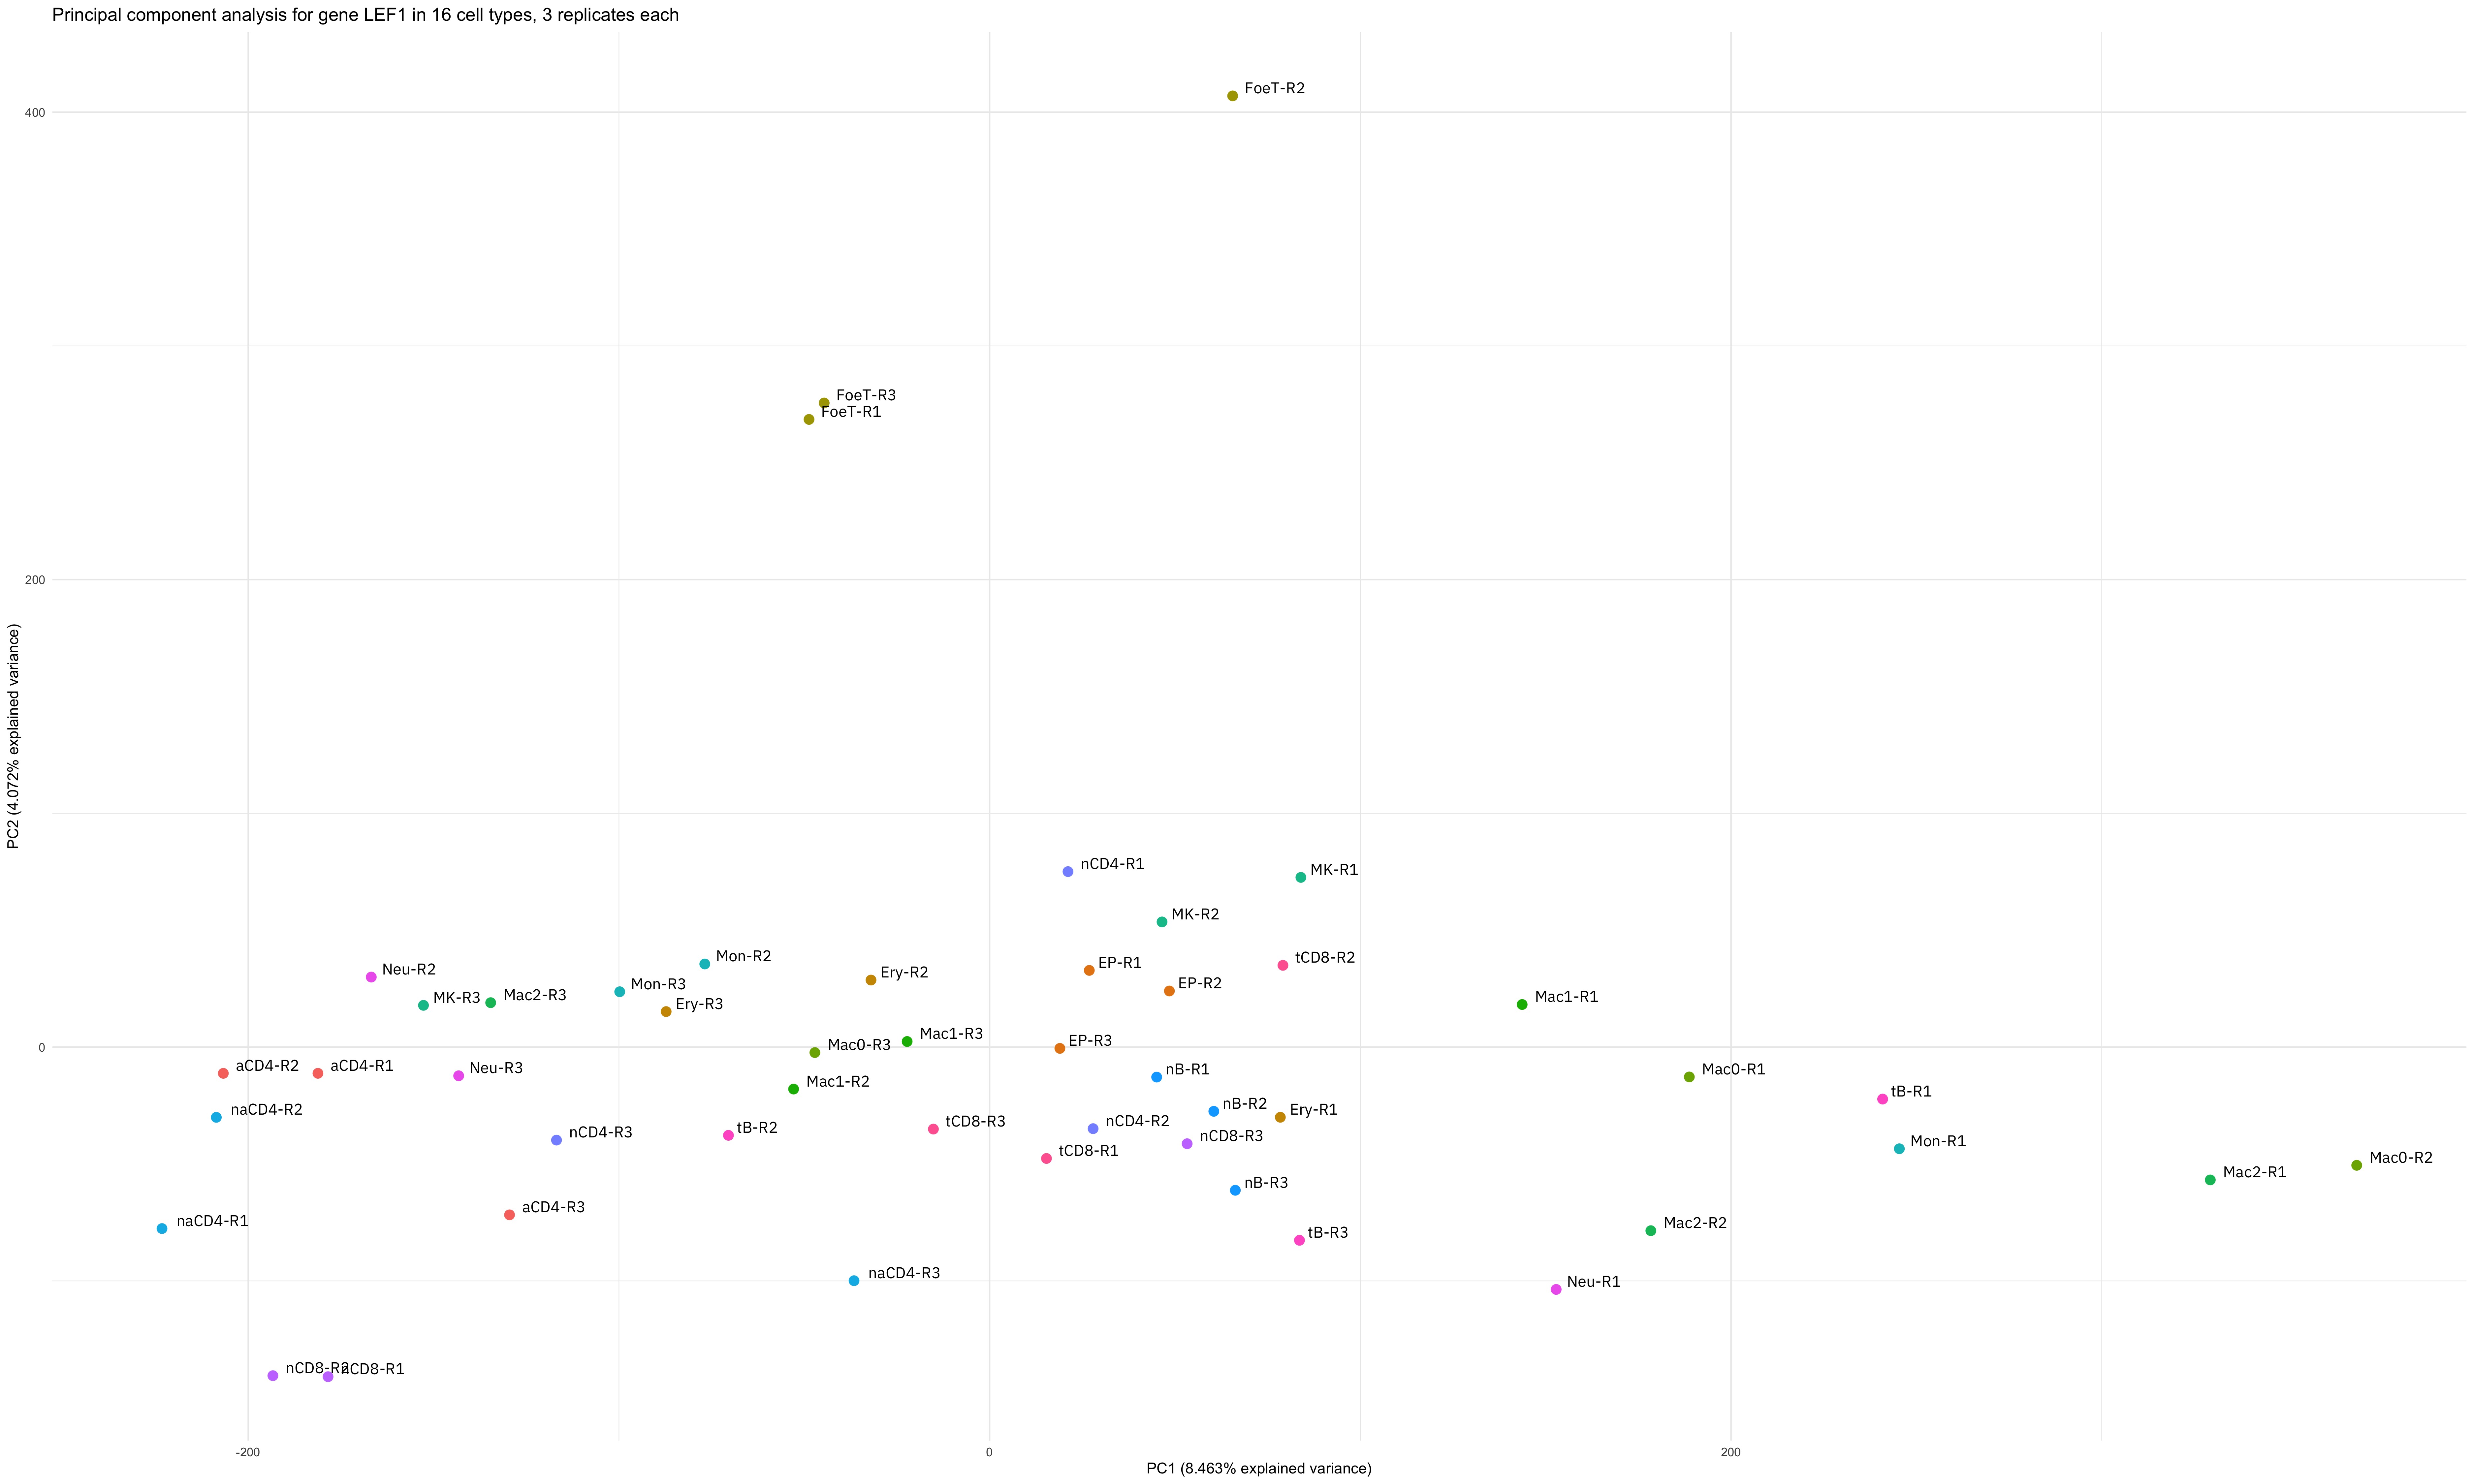 Principal component analysis for gene LEF1 in 16 cell types, 3 replicates each
FoeT-R2
400
FoeT-R3
FoeT-R1
200
PC2 (4.072% explained variance)
nCD4-R1
MK-R1
MK-R2
Mon-R2
tCD8-R2
EP-R1
Neu-R2
Ery-R2
EP-R2
Mon-R3
Mac2-R3
MK-R3
Mac1-R1
Ery-R3
Mac1-R3
EP-R3
Mac0-R3
0
aCD4-R2
aCD4-R1
Neu-R3
nB-R1
Mac0-R1
Mac1-R2
tB-R1
nB-R2
naCD4-R2
Ery-R1
nCD4-R2
tCD8-R3
tB-R2
nCD4-R3
nCD8-R3
Mon-R1
tCD8-R1
Mac0-R2
Mac2-R1
nB-R3
aCD4-R3
naCD4-R1
Mac2-R2
tB-R3
naCD4-R3
Neu-R1
nCD8-R2
nCD8-R1
-200
0
200
PC1 (8.463% explained variance)